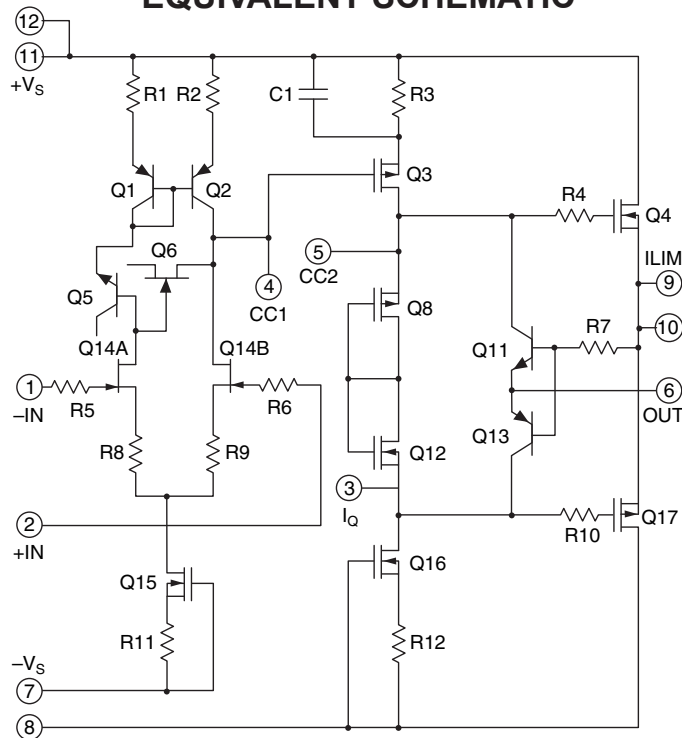 EQUIVALENT SCHEMATIC
12
11
+VS
R1
R2
C1
R3
Q1
Q2
Q3
R4
Q4
Q6
5
CC2
ILIM
9
4
CC1
Q5
Q8
10
Q14A
Q14B
Q11
R7
1
–IN
R5
R6
6
OUT
Q13
R8
R9
Q12
3
IQ
2
+IN
R10
Q17
Q15
Q16
R11
R12
–VS
7
8